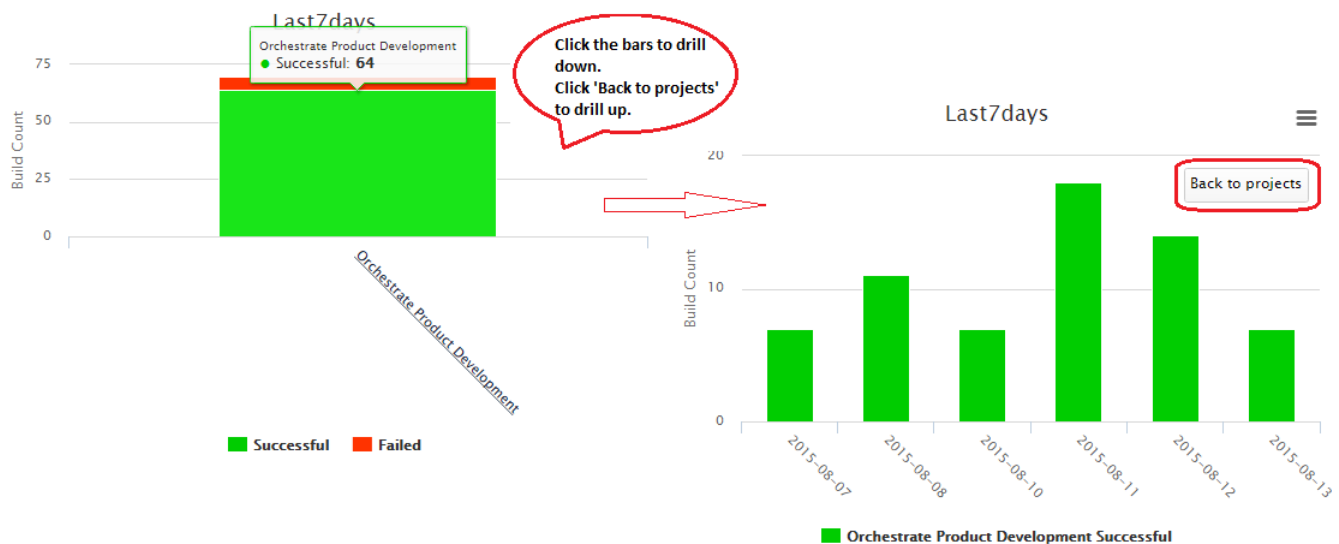 Last7days
Orchestrate Product Development
● Successful: 64
75
50
25
0
Build Count
Orchestrate Product Development
Successful
Failed
Click the bars to drill
down.
Click 'Back to projects'
to drill up.
Last7days
Back to projects
20
10
0
Build Count
2015-08-07
2015-08-08
2015-08-10
2015-08-11
2015-08-12
2015-08-13
Orchestrate Product Development Successful